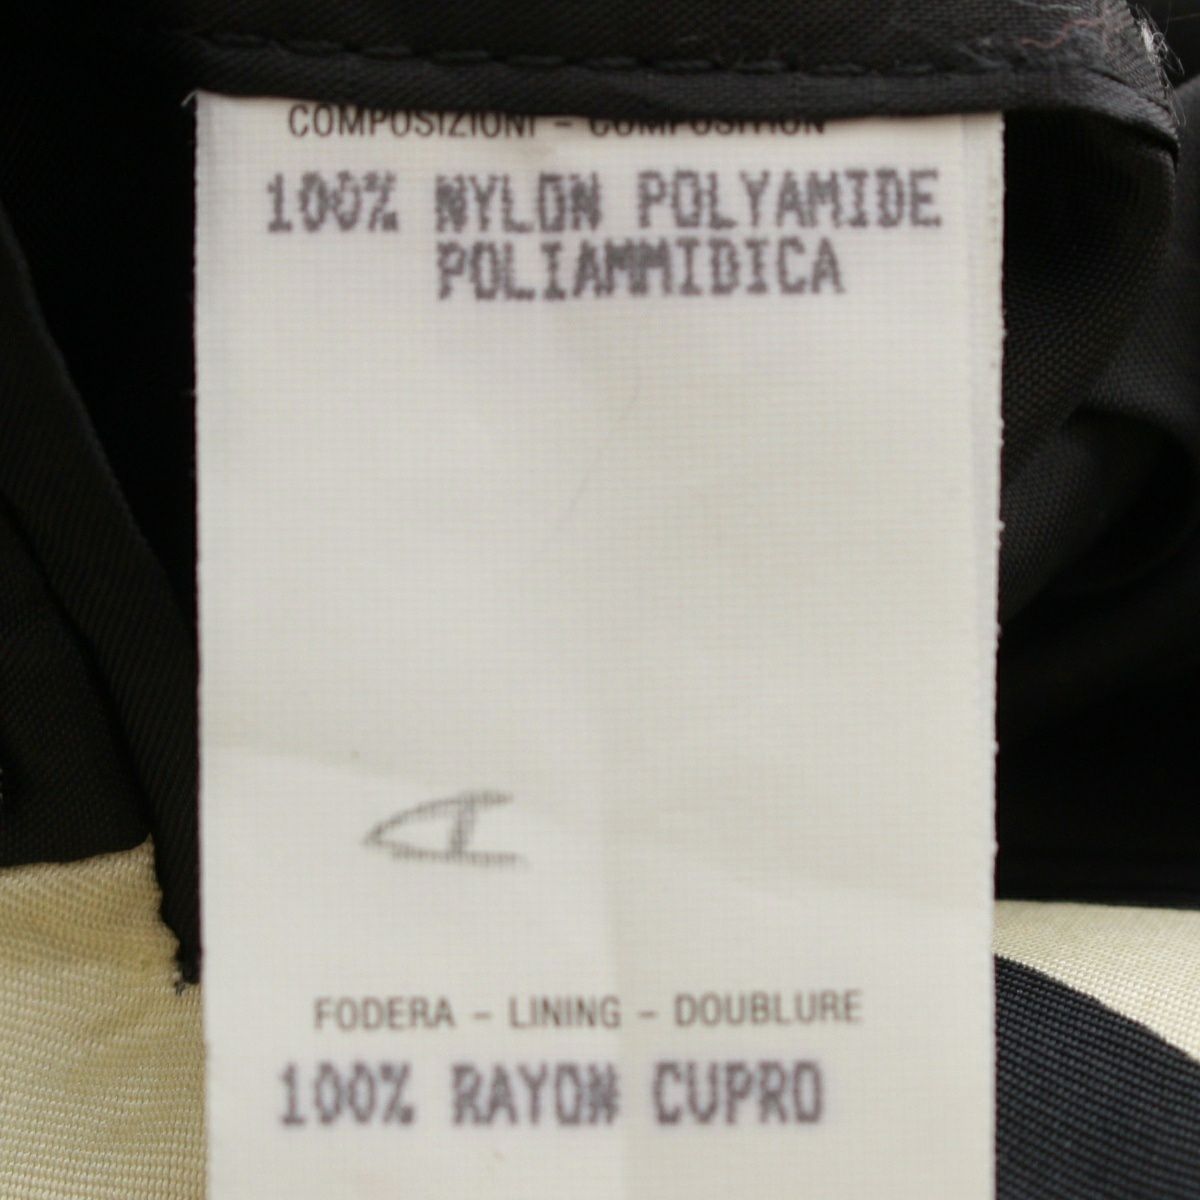 COMPOSIZIONI - COMPOSITION
100% NYLON POLYAMIDE
POLIAMMIDICA
A
FODERA - LINING - DOUBLURE
100% RAYON CUPRO